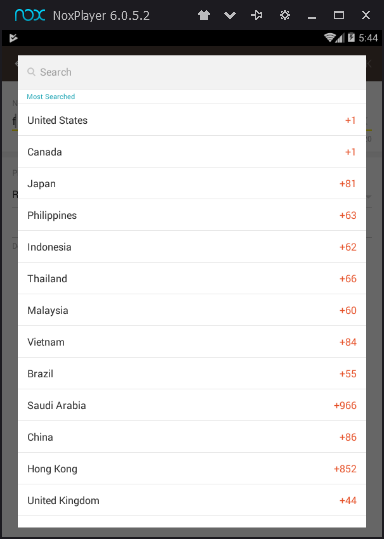 nox NoxPlayer 6.0.5.2
5:44
Search
Most Searched
United States +1
Canada +1
Japan +81
Philippines +63
Indonesia +62
Thailand +66
Malaysia +60
Vietnam +84
Brazil +55
Saudi Arabia +966
China +86
Hong Kong +852
United Kingdom +44